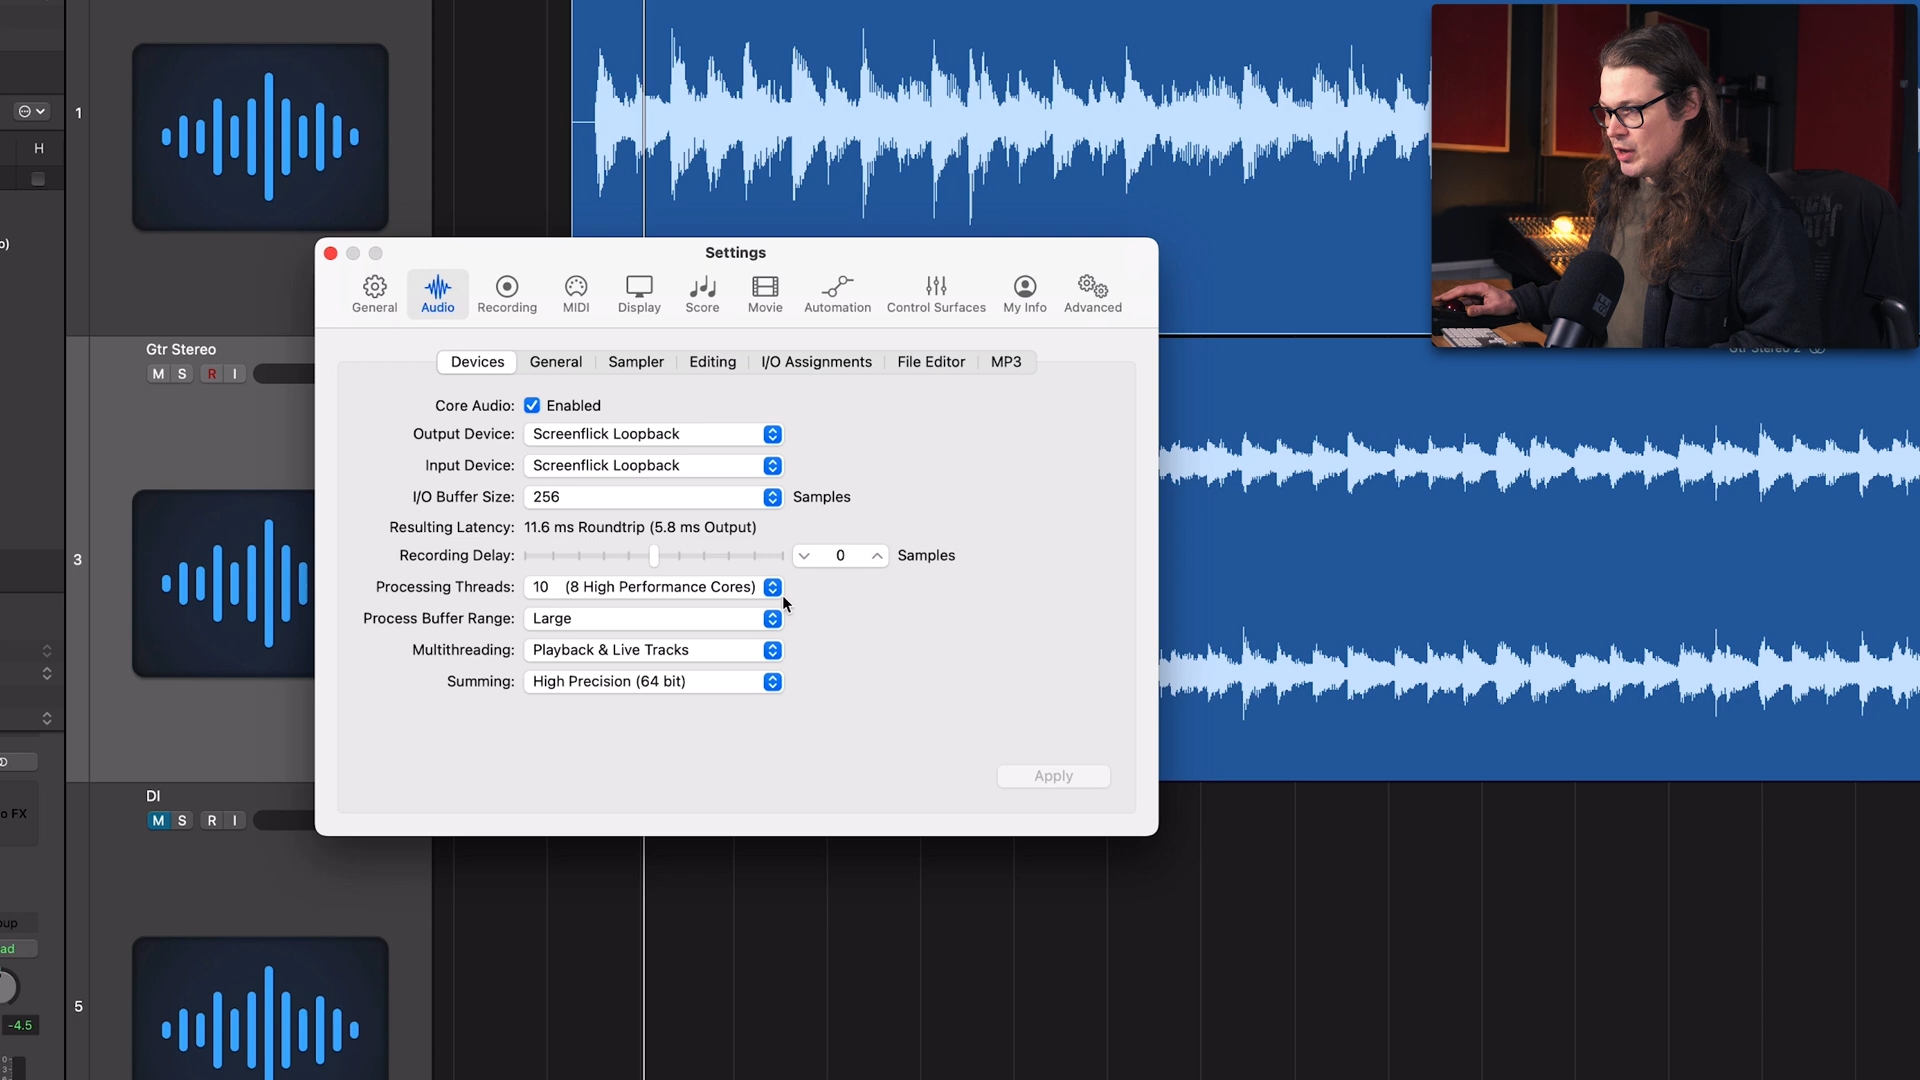 1
H
o)
Settings
General
Audio
Recording
MIDI
Display
Score
Movie
Automation
Control Surfaces
My Info
Advanced
Gtr Stereo
M S R I
Devices
General
Sampler
Editing
I/O Assignments
File Editor
MP3
Core Audio: Enabled
Output Device: Screenflick Loopback
Input Device: Screenflick Loopback
I/O Buffer Size: 256 Samples
Resulting Latency: 11.6 ms Roundtrip (5.8 ms Output)
Recording Delay: 0 Samples
3
Processing Threads: 10 (8 High Performance Cores)
Process Buffer Range: Large
Multithreading: Playback & Live Tracks
Summing: High Precision (64 bit)
Apply
DI
M S R I
o FX
oup
ad
5
-4.5